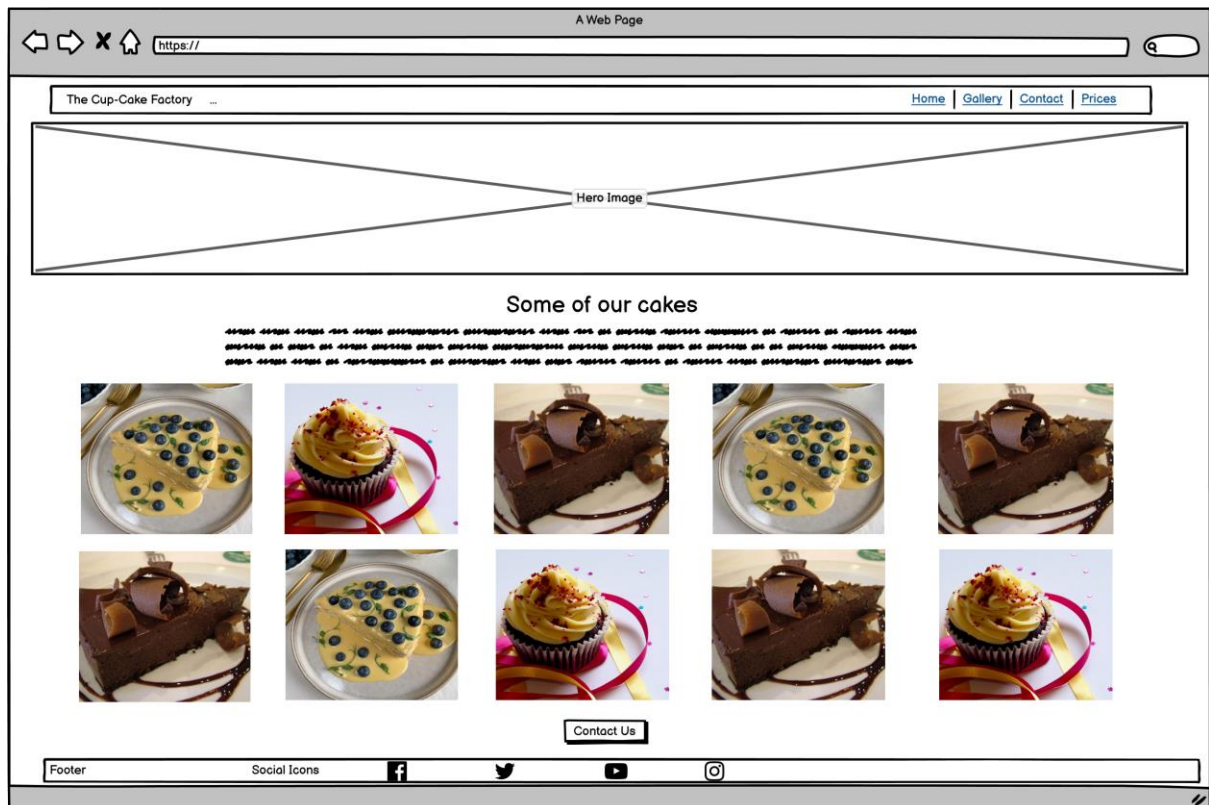 A Web Page
https://
The Cup-Cake Factory ... Home Gallery Contact Prices
Hero Image
Some of our cakes
Contact Us
Footer Social Icons